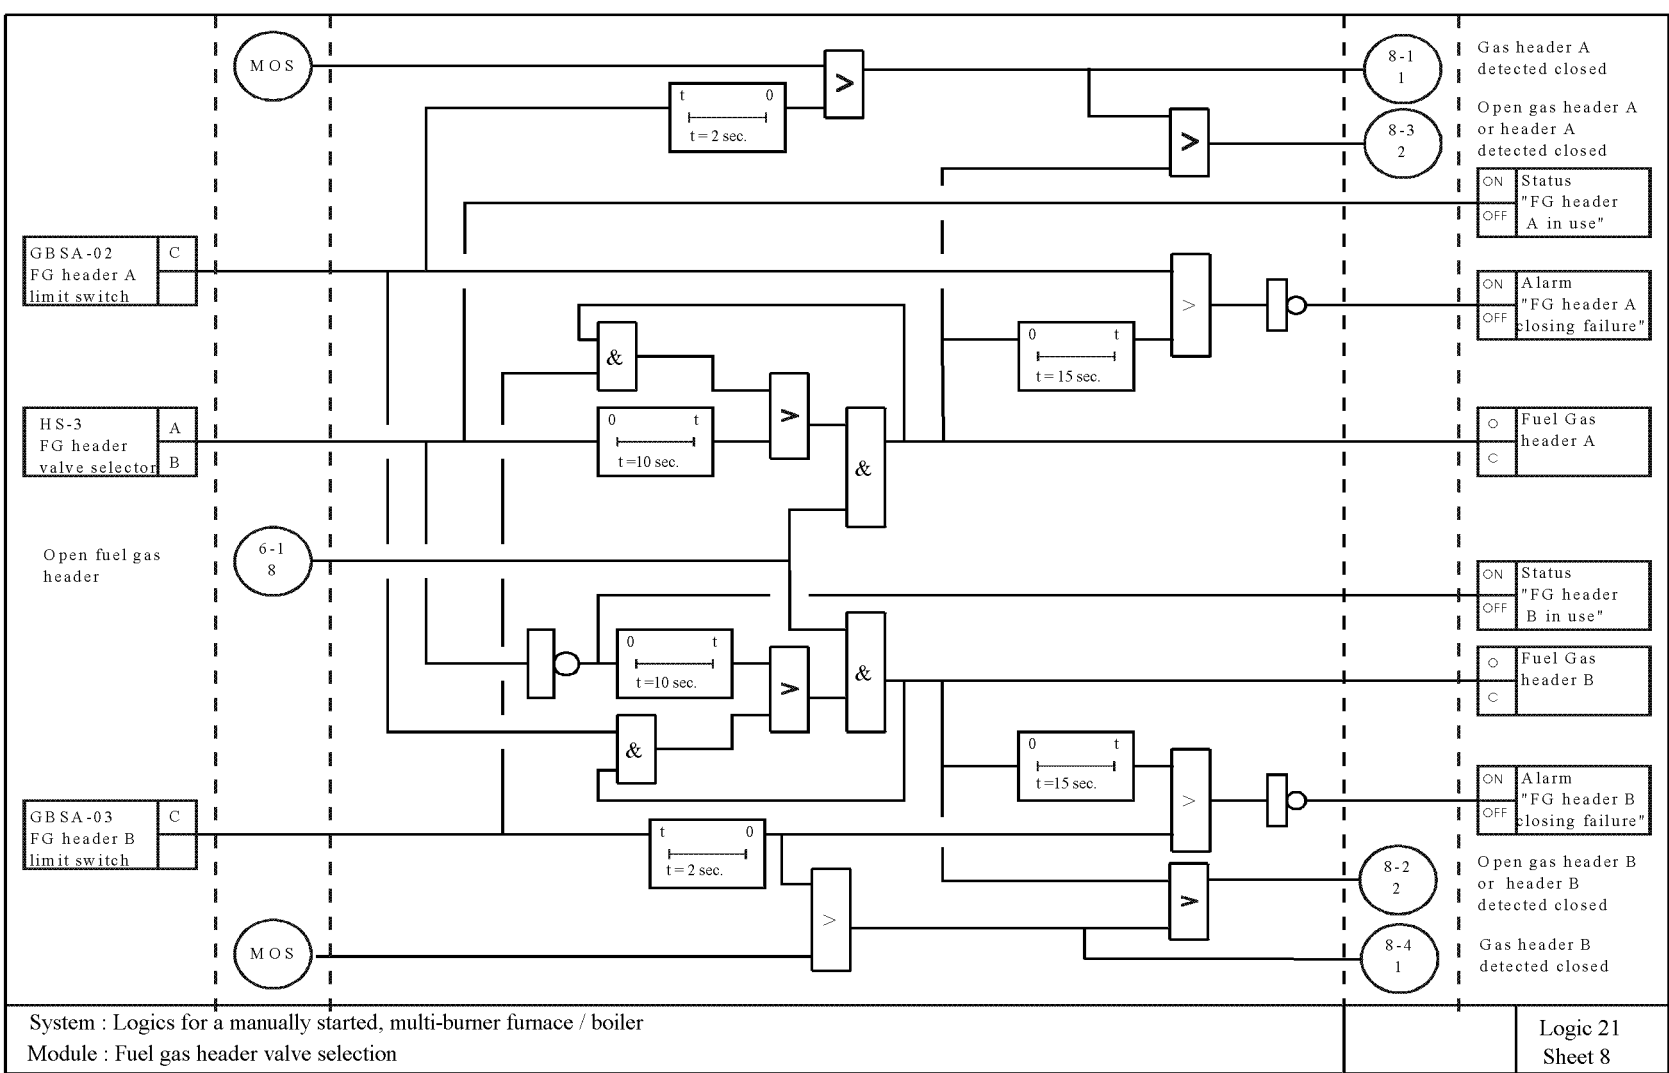 MOS
t 0
t = 2 sec.
>
>
8-1
1
Gas header A
detected closed
8-3
2
Open gas header A
or header A
detected closed
ON
OFF
Status
"FG header
A in use"
GBSA-02
FG header A
limit switch
C
>
ON
OFF
Alarm
"FG header A
closing failure"
&
0 t
t = 15 sec.
HS-3
FG header
valve selector
A
B
0 t
t =10 sec.
>
&
O
C
Fuel Gas
header A
Open fuel gas
header
6-1
8
ON
OFF
Status
"FG header
B in use"
0 t
t =10 sec.
>
&
O
C
Fuel Gas
header B
&
0 t
t =15 sec.
>
ON
OFF
Alarm
"FG header B
closing failure"
GBSA-03
FG header B
limit switch
C
t 0
t = 2 sec.
>
>
8-2
2
Open gas header B
or header B
detected closed
MOS
8-4
1
Gas header B
detected closed
System : Logics for a manually started, multi-burner furnace / boiler
Module : Fuel gas header valve selection
Logic 21
Sheet 8